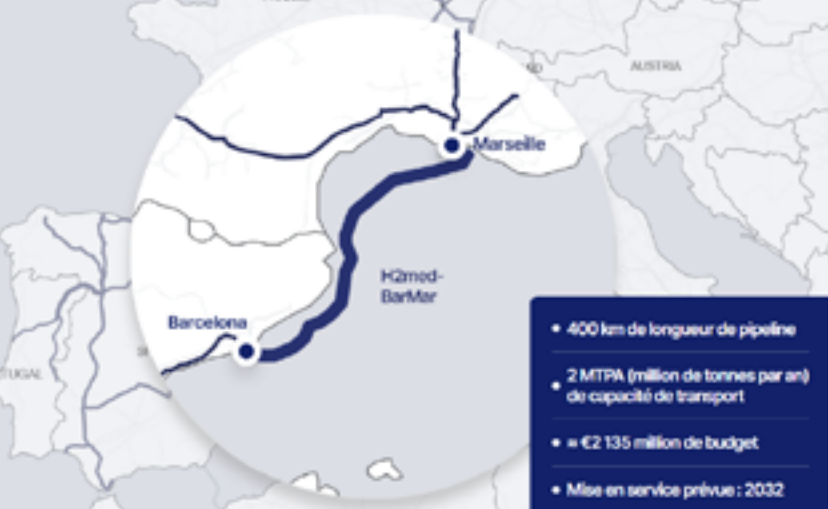 AUSTRIA
Marseille
H2med-
BarMar
Barcelona
TUGAL
• 400 km de longueur de pipeline
• 2 MTPA (million de tonnes par an)
de capacité de transport
• ≈ €2 135 million de budget
• Mise en service prévue : 2032